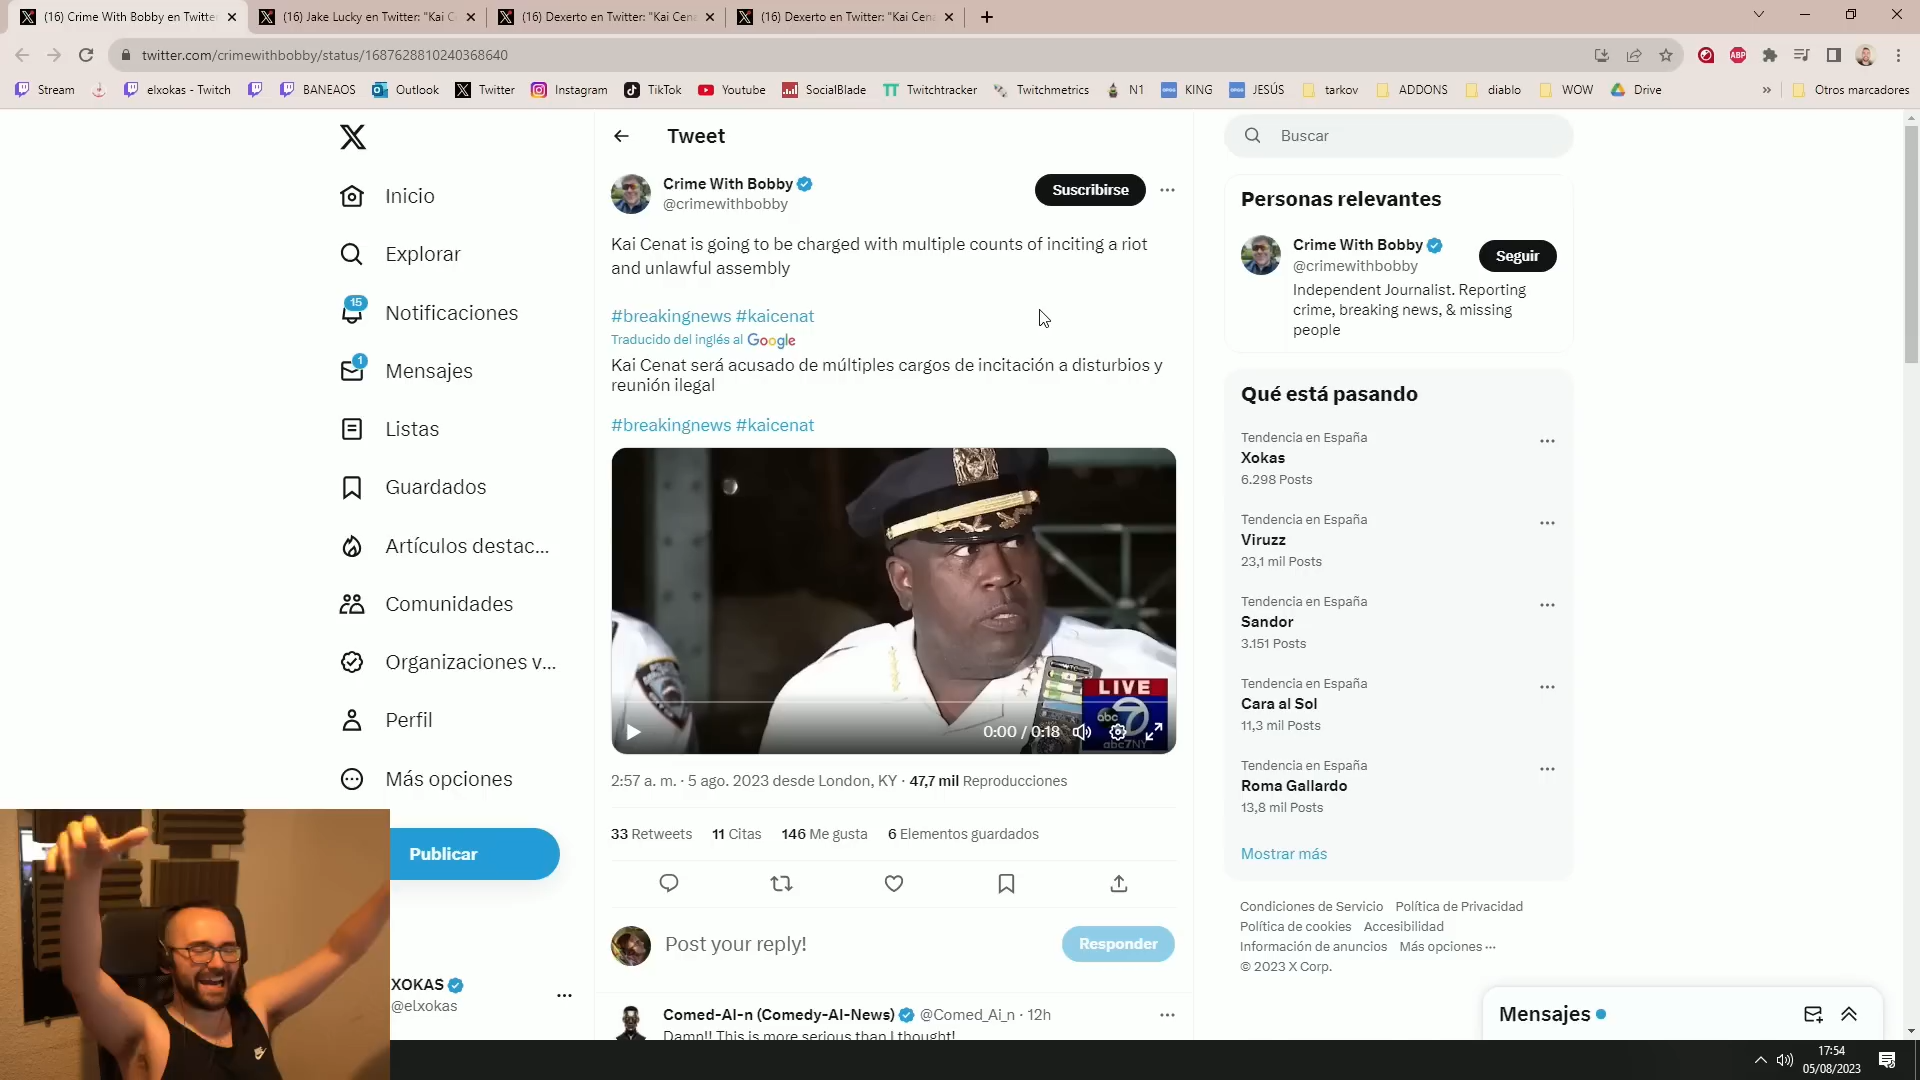 (16) Crime With Bobby en Twitter
(16) Jake Lucky en Twitter: "Kai C
(16) Dexerto en Twitter: "Kai Cena
(16) Dexerto en Twitter: "Kai Cena
twitter.com/crimewithbobby/status/1687628810240368640
ABP
Stream
elxokas - Twitch
BANEAOS
Outlook
Twitter
Instagram
TikTok
Youtube
SocialBlade
Twitchtracker
Twitchmetrics
N1
KING
JESÚS
tarkov
ADDONS
diablo
WOW
Drive
»
Otros marcadores
Inicio
Explorar
15
Notificaciones
1
Mensajes
Listas
Guardados
Artículos destac...
Comunidades
Organizaciones v...
Perfil
Más opciones
Publicar
XOKAS
@elxokas
Tweet
Crime With Bobby
@crimewithbobby
Suscribirse
Kai Cenat is going to be charged with multiple counts of inciting a riot
and unlawful assembly
#breakingnews #kaicenat
Traducido del inglés al Google
Kai Cenat será acusado de múltiples cargos de incitación a disturbios y
reunión ilegal
#breakingnews #kaicenat
LIVE
abc 7
abc7NY
0:00 / 0:18
2:57 a. m. · 5 ago. 2023 desde London, KY · 47,7 mil Reproducciones
33 Retweets 11 Citas 146 Me gusta 6 Elementos guardados
Post your reply!
Responder
Comed-AI-n (Comedy-AI-News) @Comed_Ai_n · 12h
Damn!! This is more serious than I thought!
Buscar
Personas relevantes
Crime With Bobby
@crimewithbobby
Seguir
Independent Journalist. Reporting
crime, breaking news, & missing
people
Qué está pasando
Tendencia en España
Xokas
6.298 Posts
Tendencia en España
Viruzz
23,1 mil Posts
Tendencia en España
Sandor
3.151 Posts
Tendencia en España
Cara al Sol
11,3 mil Posts
Tendencia en España
Roma Gallardo
13,8 mil Posts
Mostrar más
Condiciones de Servicio Política de Privacidad
Política de cookies Accesibilidad
Información de anuncios Más opciones ···
© 2023 X Corp.
Mensajes
17:54
05/08/2023